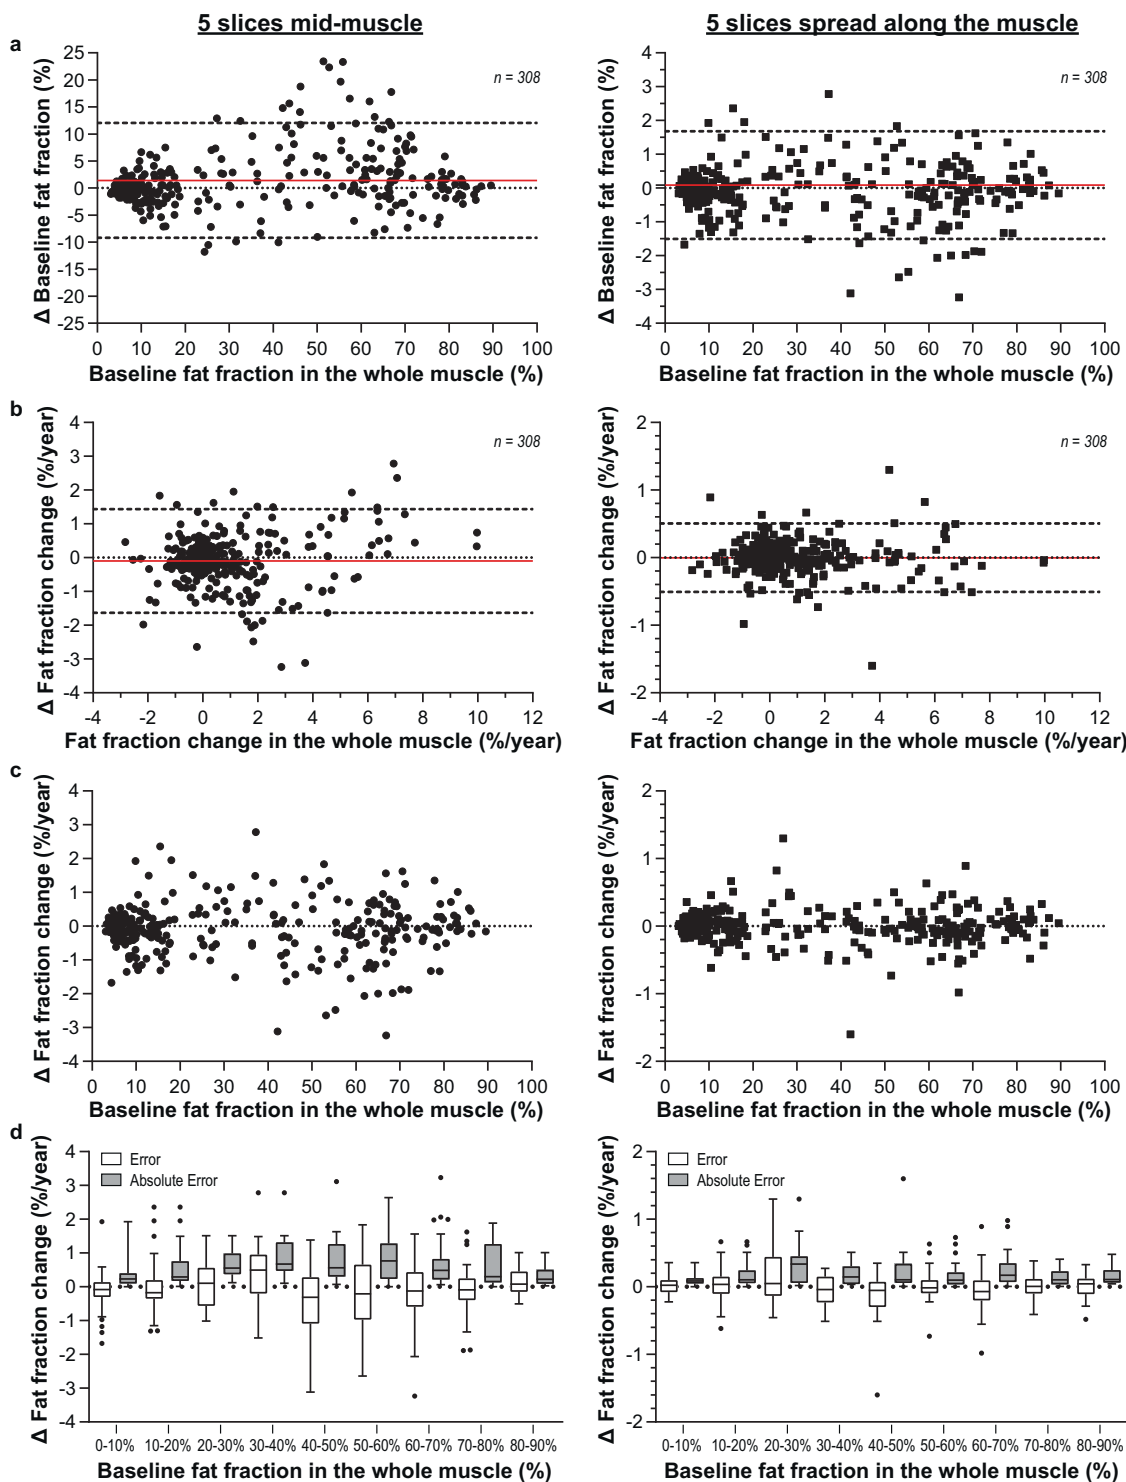 5 slices mid-muscle
5 slices spread along the muscle
a
Δ Baseline fat fraction (%)
25
20
15
10
5
0
-5
-10
-15
-20
-25
n = 308
0 10 20 30 40 50 60 70 80 90 100
Baseline fat fraction in the whole muscle (%)
Δ Baseline fat fraction (%)
4
3
2
1
0
-1
-2
-3
-4
n = 308
0 10 20 30 40 50 60 70 80 90 100
Baseline fat fraction in the whole muscle (%)
b
Δ Fat fraction change (%/year)
4
3
2
1
0
-1
-2
-3
-4
n = 308
-4 -2 0 2 4 6 8 10 12
Fat fraction change in the whole muscle (%/year)
Δ Fat fraction change (%/year)
2
1
0
-1
-2
n = 308
-4 -2 0 2 4 6 8 10 12
Fat fraction change in the whole muscle (%/year)
c
Δ Fat fraction change (%/year)
4
3
2
1
0
-1
-2
-3
-4
0 10 20 30 40 50 60 70 80 90 100
Baseline fat fraction in the whole muscle (%)
Δ Fat fraction change (%/year)
2
1
0
-1
-2
0 10 20 30 40 50 60 70 80 90 100
Baseline fat fraction in the whole muscle (%)
d
Δ Fat fraction change (%/year)
4
3
2
1
0
-1
-2
-3
-4
Error
Absolute Error
0-10% 10-20% 20-30% 30-40% 40-50% 50-60% 60-70% 70-80% 80-90%
Baseline fat fraction in the whole muscle (%)
Δ Fat fraction change (%/year)
2
1
0
-1
-2
Error
Absolute Error
0-10% 10-20% 20-30% 30-40% 40-50% 50-60% 60-70% 70-80% 80-90%
Baseline fat fraction in the whole muscle (%)